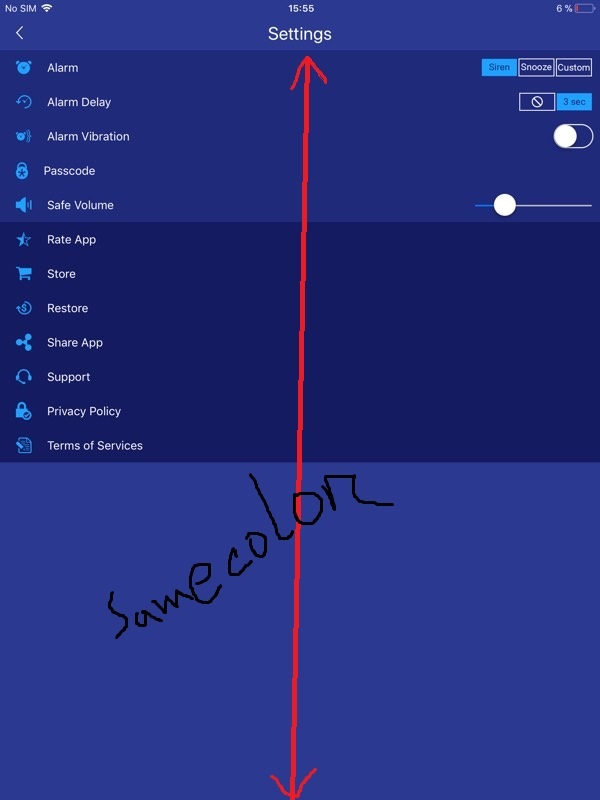 No SIM 15:55 6 %
Settings
Alarm Siren Snooze Custom
Alarm Delay 3 sec
Alarm Vibration
Passcode
Safe Volume
Rate App
Store
Restore
Share App
Support
Privacy Policy
Terms of Services
Same color